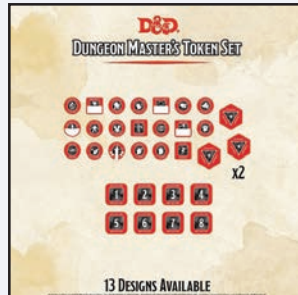 D&D
DUNGEON MASTER'S TOKEN SET
x2
1 2 3 4
5 6 7 8
13 DESIGNS AVAILABLE